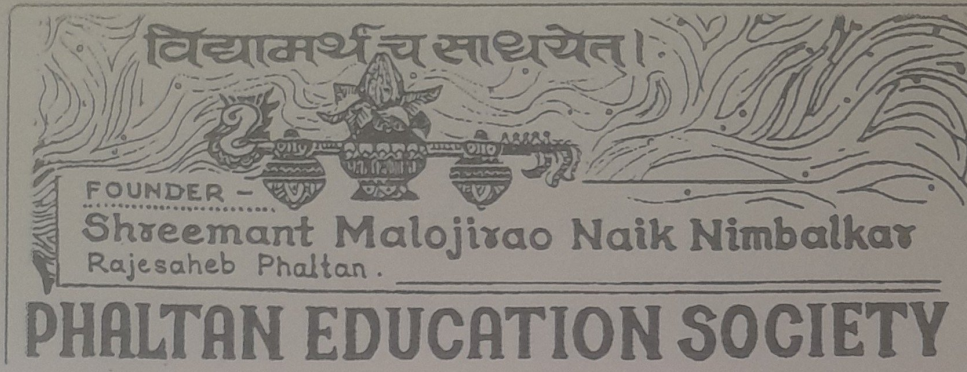 विद्यामर्थं च साधयेत।
FOUNDER -
Shreemant Malojirao Naik Nimbalkar
Rajesaheb Phaltan.
PHALTAN EDUCATION SOCIETY